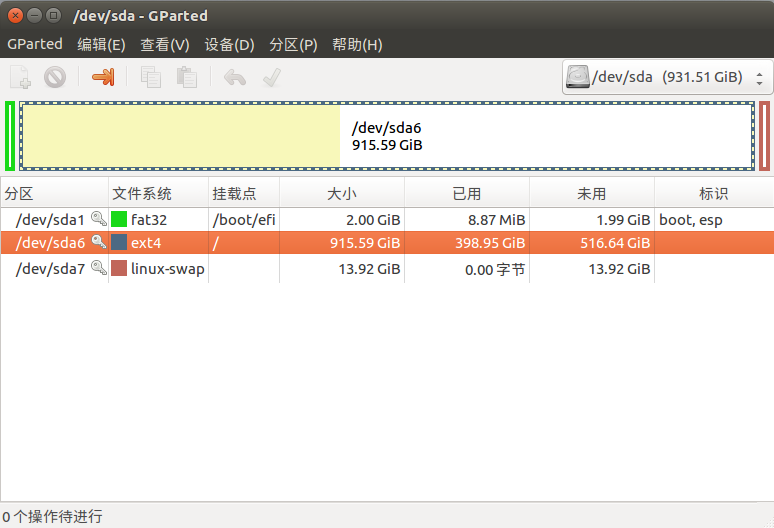 /dev/sda - GParted
GParted 编辑(E) 查看(V) 设备(D) 分区(P) 帮助(H)
/dev/sda (931.51 GiB)
/dev/sda6
915.59 GiB
分区 文件系统 挂载点 大小 已用 未用 标识
/dev/sda1 fat32 /boot/efi 2.00 GiB 8.87 MiB 1.99 GiB boot, esp
/dev/sda6 ext4 / 915.59 GiB 398.95 GiB 516.64 GiB
/dev/sda7 linux-swap 13.92 GiB 0.00 字节 13.92 GiB
0 个操作待进行